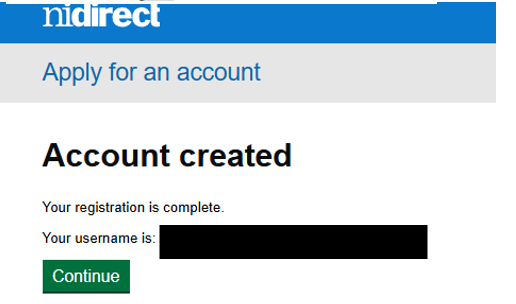 nidirect
Apply for an account
Account created
Your registration is complete.
Your username is:
Continue